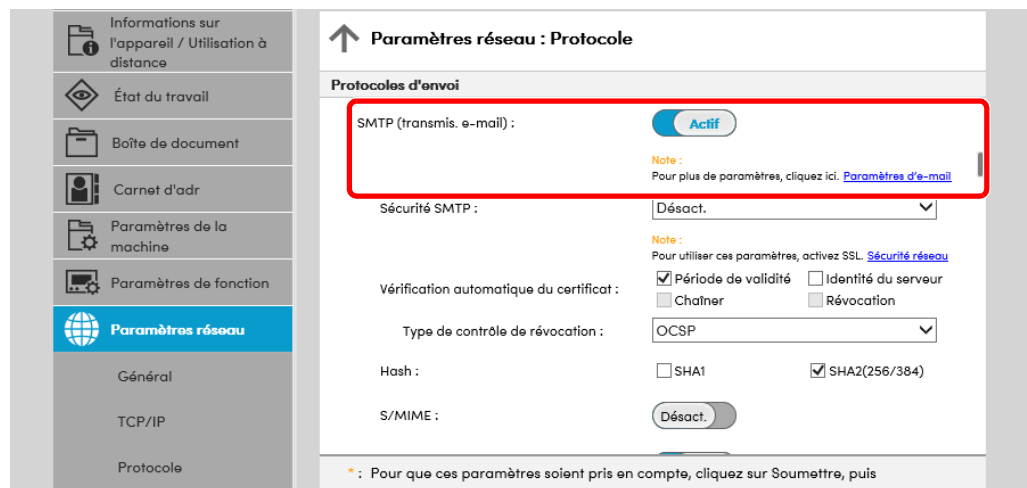 Informations sur
l'appareil / Utilisation à
distance
État du travail
Boîte de document
Carnet d'adr
Paramètres de la
machine
Paramètres de fonction
Paramètres réseau
Général
TCP/IP
Protocole
Paramètres réseau : Protocole
Protocoles d'envoi
SMTP (transmis. e-mail) : Actif
Note :
Pour plus de paramètres, cliquez ici. Paramètres d'e-mail
Sécurité SMTP : Désact.
Note :
Pour utiliser ces paramètres, activez SSL. Sécurité réseau
Vérification automatique du certificat :
Période de validité Identité du serveur
Chaîner Révocation
Type de contrôle de révocation : OCSP
Hash : SHA1 SHA2(256/384)
S/MIME : Désact.
* : Pour que ces paramètres soient pris en compte, cliquez sur Soumettre, puis